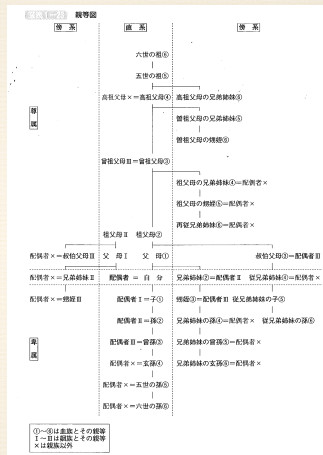 親等図
傍系 直系 傍系
六世の祖⑥
五世の祖⑤
高祖父母×＝高祖父母④ 高祖父母の兄弟姉妹⑥
尊属
曽祖父母の兄弟姉妹⑤
曽祖父母の甥姪⑥
曽祖父母Ⅲ＝曽祖父母③
祖父母の兄弟姉妹④＝配偶者×
祖父母の甥姪⑤＝配偶者×
再従兄弟姉妹⑥＝配偶者×
祖父母Ⅱ 祖父母②
配偶者×＝叔伯父母Ⅲ 父母Ⅰ 父母① 叔伯父母③＝配偶者Ⅲ
配偶者×＝兄弟姉妹Ⅱ 配偶者＝自分 兄弟姉妹②＝配偶者Ⅱ 従兄弟姉妹④＝配偶者×
配偶者×＝甥姪Ⅲ 配偶者Ⅰ＝子① 甥姪③＝配偶者Ⅲ 従兄弟姉妹の子⑤
配偶者Ⅱ＝孫② 兄弟姉妹の孫④＝配偶者× 従兄弟姉妹の孫⑥
卑属
配偶者Ⅲ＝曽孫③ 兄弟姉妹の曽孫⑤＝配偶者×
配偶者×＝玄孫④ 兄弟姉妹の玄孫⑥＝配偶者×
配偶者×＝五世の孫⑤
配偶者×＝六世の孫⑥
①～⑥は血族とその親等
Ⅰ～Ⅲは姻族とその親等
×は親族以外